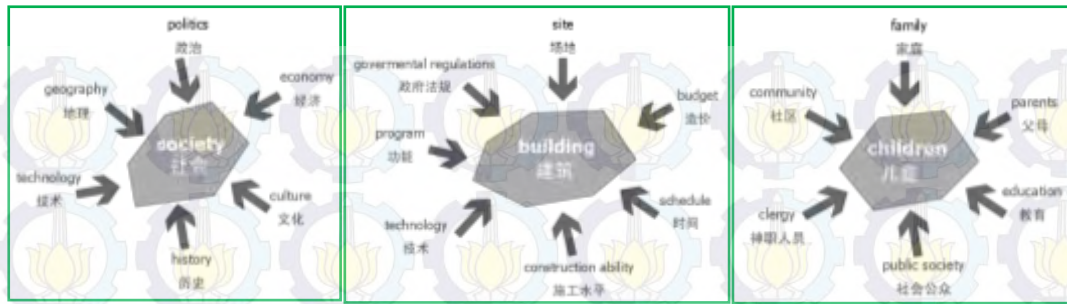 politics
政治
geography
地理
economy
经济
society
社会
technology
技术
culture
文化
history
历史
site
场地
govermental regulations
政府法规
budget
造价
program
功能
building
建筑
technology
技术
schedule
时间
construction ability
施工水平
family
家庭
community
社区
parents
父母
children
儿童
clergy
神职人员
education
教育
public society
社会公众